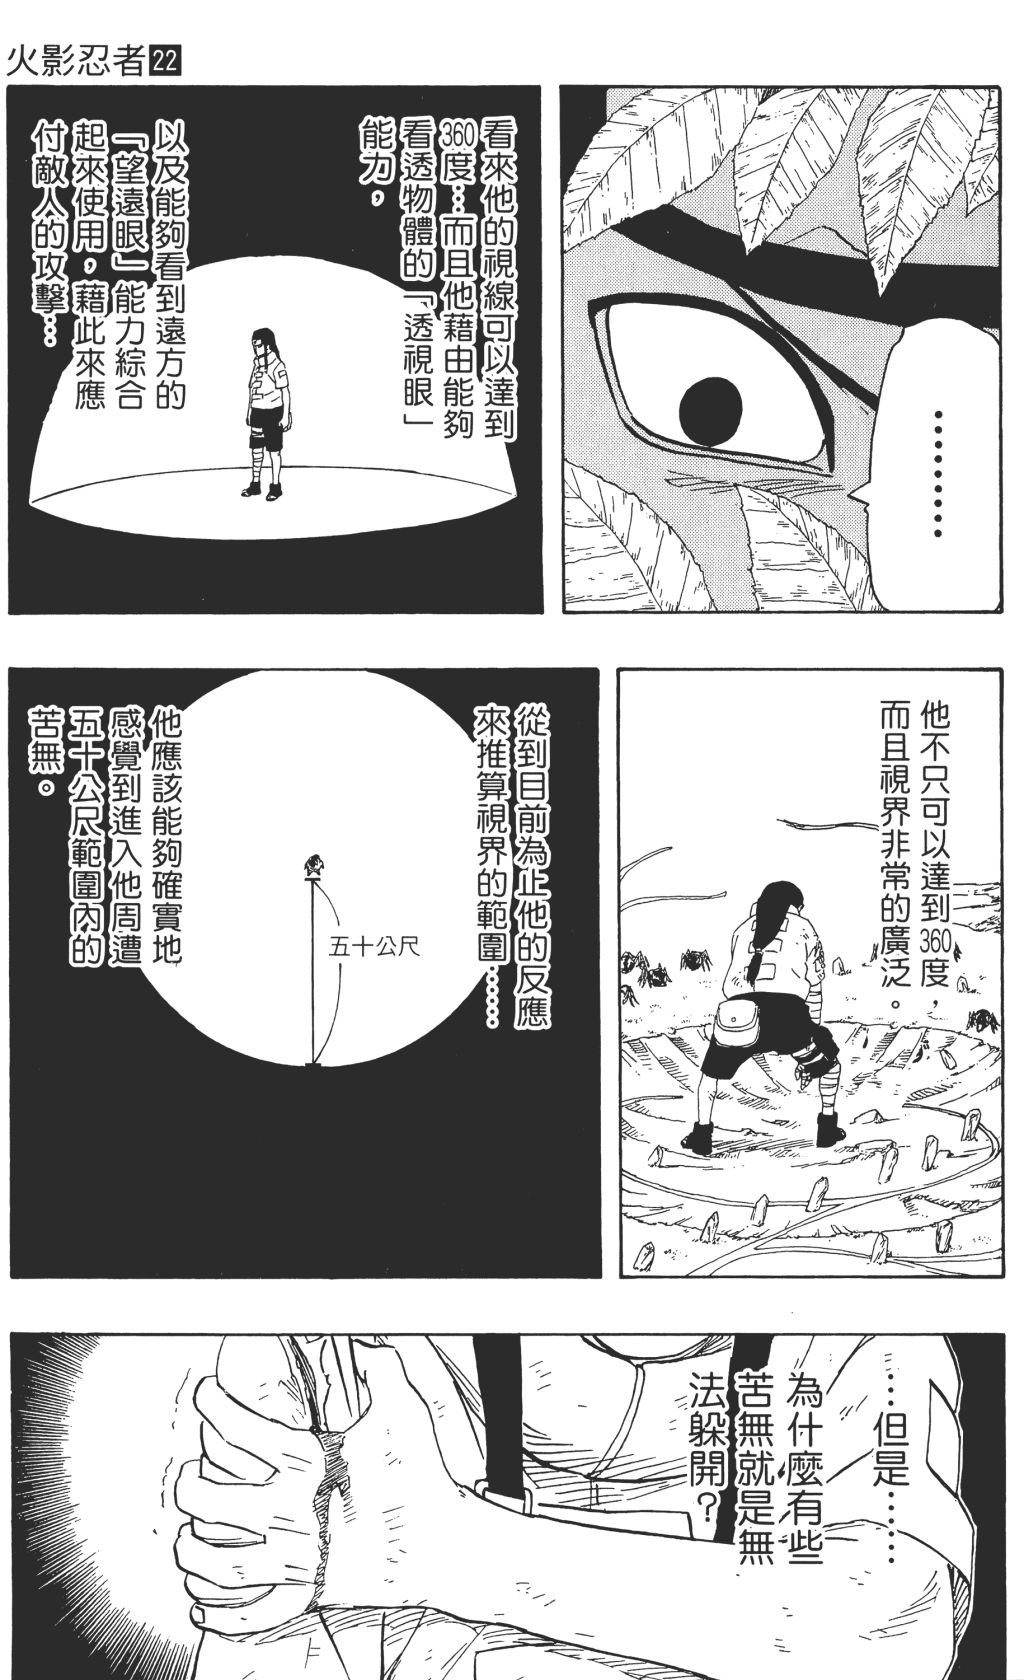 火影忍者22
………
看來他的視線可以達到
360度…而且他藉由能夠
看透物體的「透視眼」
能力，
以及能夠看到遠方的
「望遠眼」能力綜合
起來使用，藉此來應
付敵人的攻擊…
他不只可以達到360度，
而且視界非常的廣泛。
從到目前為止他的反應
來推算視界的範圍……
五十公尺
他應該能夠確實地
感覺到進入他周遭
五十公尺範圍內的
苦無。
…但是……
為什麼有些
苦無就是無
法躲開？